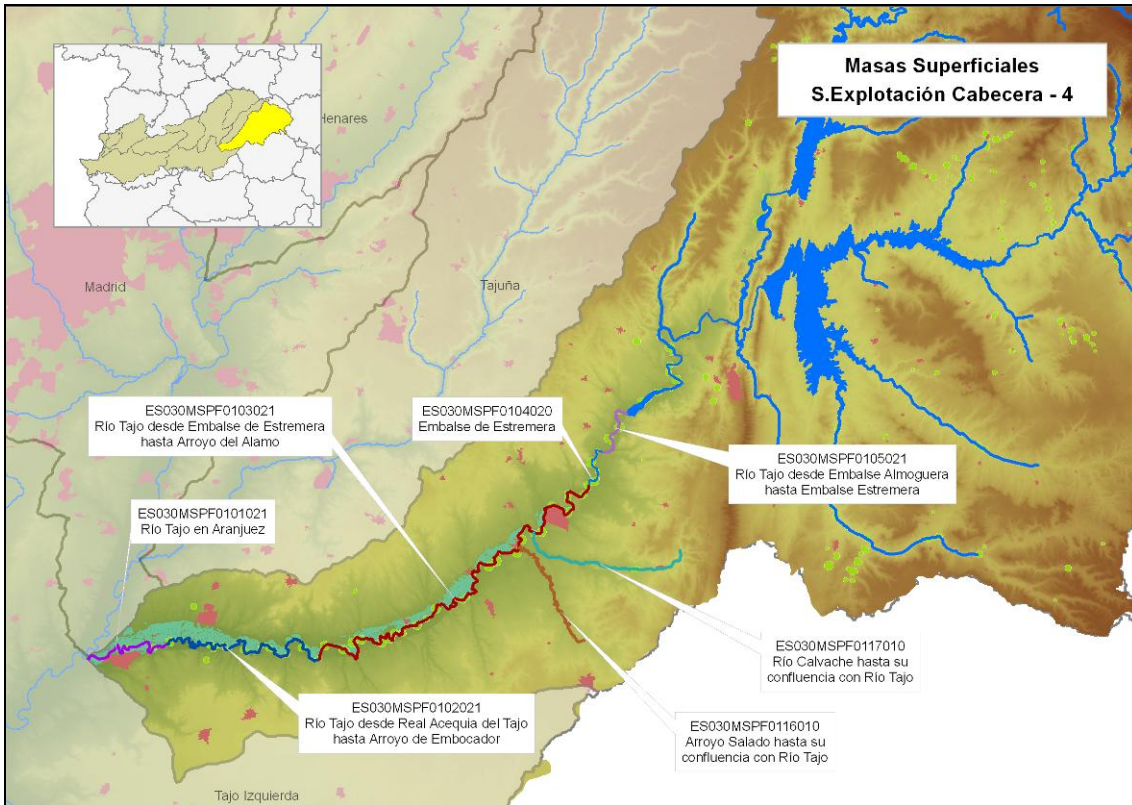 Masas Superficiales
S.Explotación Cabecera - 4
Henares
Madrid
Tajuña
ES030MSPF0103021
Río Tajo desde Embalse de Estremera
hasta Arroyo del Alamo
ES030MSPF0104020
Embalse de Estremera
ES030MSPF0105021
Río Tajo desde Embalse Almoguera
hasta Embalse Estremera
ES030MSPF0101021
Río Tajo en Aranjuez
ES030MSPF0117010
Río Calvache hasta su
confluencia con Río Tajo
ES030MSPF0102021
Río Tajo desde Real Acequia del Tajo
hasta Arroyo de Embocador
ES030MSPF0116010
Arroyo Salado hasta su
confluencia con Río Tajo
Tajo Izquierda